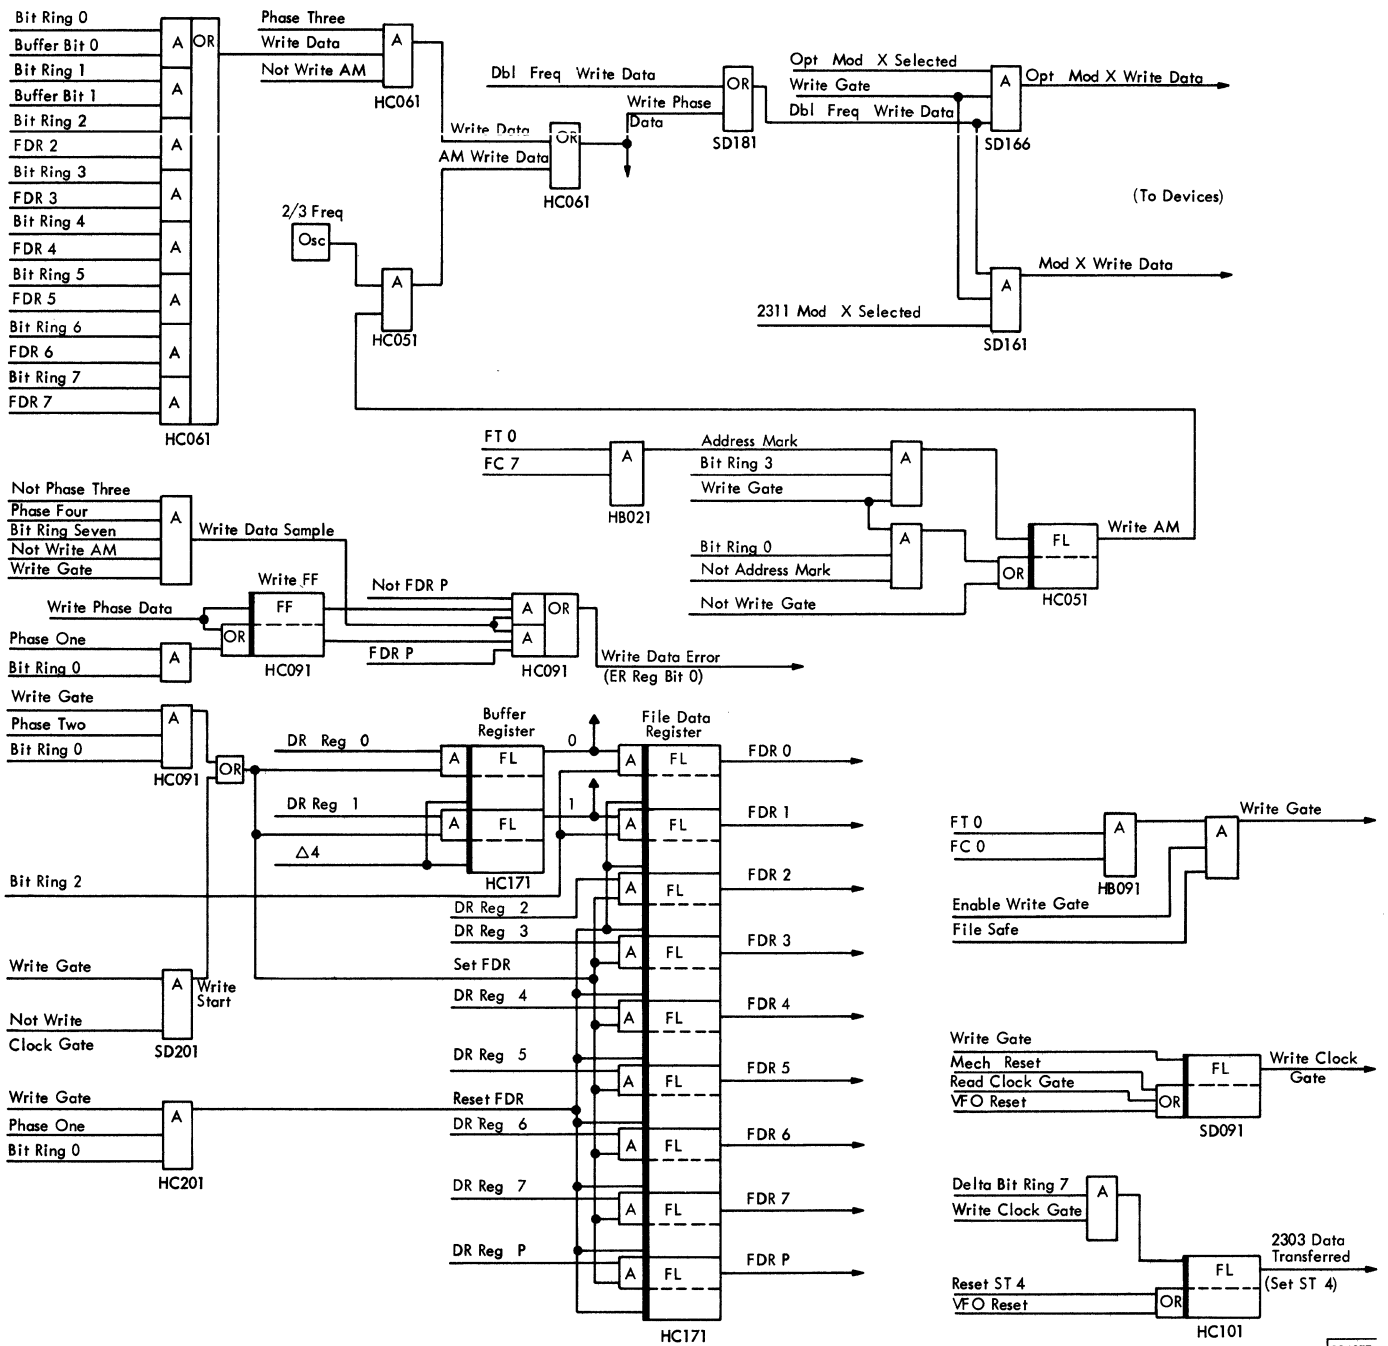 Bit Ring 0
Buffer Bit 0
Bit Ring 1
Buffer Bit 1
Bit Ring 2
FDR 2
Bit Ring 3
FDR 3
Bit Ring 4
FDR 4
Bit Ring 5
FDR 5
Bit Ring 6
FDR 6
Bit Ring 7
FDR 7
A
A
A
A
A
A
A
A
OR
HC061
Phase Three
Write Data
Not Write AM
A
HC061
Write Data
AM Write Data
OR
HC061
2/3 Freq
Osc
A
HC051
Dbl Freq Write Data
Write Phase
Data
OR
SD181
Opt Mod X Selected
Write Gate
Dbl Freq Write Data
A
SD166
Opt Mod X Write Data
(To Devices)
Mod X Write Data
2311 Mod X Selected
A
SD161
FT 0
FC 7
A
HB021
Address Mark
Bit Ring 3
Write Gate
A
Bit Ring 0
Not Address Mark
A
Not Write Gate
OR
FL
HC051
Write AM
Not Phase Three
Phase Four
Bit Ring Seven
Not Write AM
Write Gate
A
Write Data Sample
Write FF
Write Phase Data
FF
OR
HC091
Phase One
Bit Ring 0
A
Not FDR P
FDR P
A
A
OR
HC091
Write Data Error
(ER Reg Bit 0)
Write Gate
Phase Two
Bit Ring 0
A
HC091
OR
Buffer
Register
DR Reg 0
A
FL
0
DR Reg 1
A
FL
1
△4
HC171
Bit Ring 2
Write Gate
Not Write
Clock Gate
A
SD201
Write
Start
Write Gate
Phase One
Bit Ring 0
A
HC201
File Data
Register
A
FL
FDR 0
A
FL
FDR 1
DR Reg 2
A
FL
FDR 2
DR Reg 3
A
FL
FDR 3
Set FDR
DR Reg 4
A
FL
FDR 4
DR Reg 5
A
FL
FDR 5
Reset FDR
DR Reg 6
A
FL
FDR 6
DR Reg 7
A
FL
FDR 7
DR Reg P
A
FL
FDR P
HC171
FT 0
FC 0
A
HB091
A
Write Gate
Enable Write Gate
File Safe
Write Gate
Mech Reset
Read Clock Gate
VFO Reset
OR
FL
SD091
Write Clock
Gate
Delta Bit Ring 7
Write Clock Gate
A
Reset ST 4
VFO Reset
OR
FL
HC101
2303 Data
Transferred
(Set ST 4)